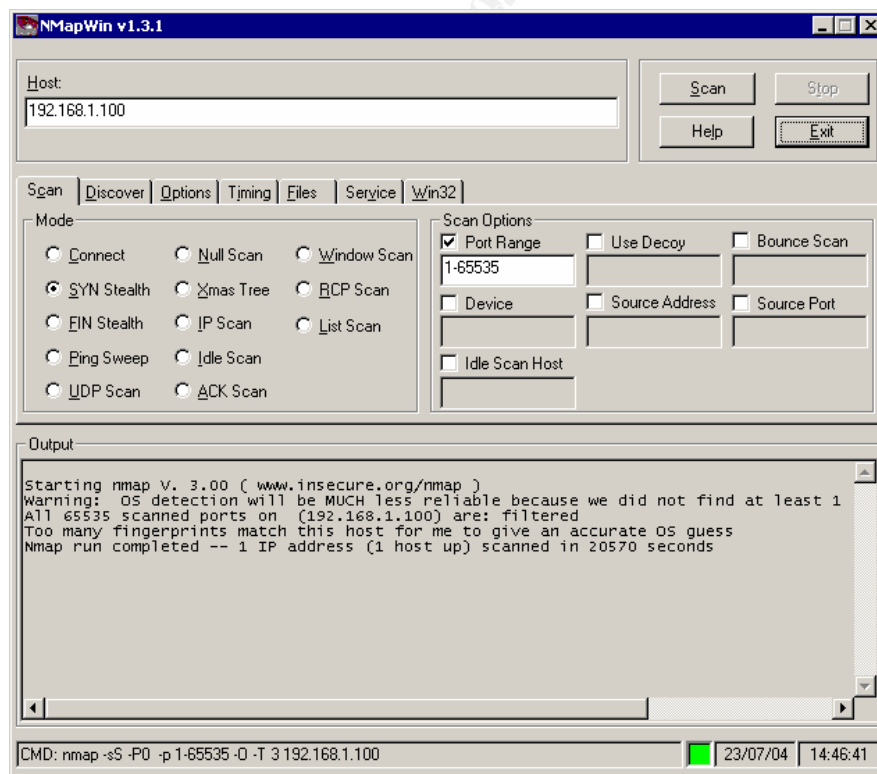 NMapWin v1.3.1
Host:
192.168.1.100
Scan
Stop
Help
Exit
Scan Discover Options Timing Files Service Win32
Mode
Connect Null Scan Window Scan
SYN Stealth Xmas Tree RCP Scan
FIN Stealth IP Scan List Scan
Ping Sweep Idle Scan
UDP Scan ACK Scan
Scan Options
Port Range Use Decoy Bounce Scan
1-65535
Device Source Address Source Port
Idle Scan Host
Output
Starting nmap V. 3.00 ( www.insecure.org/nmap )
Warning: OS detection will be MUCH less reliable because we did not find at least 1
All 65535 scanned ports on (192.168.1.100) are: filtered
Too many fingerprints match this host for me to give an accurate OS guess
Nmap run completed -- 1 IP address (1 host up) scanned in 20570 seconds
CMD: nmap -sS -P0 -p 1-65535 -O -T 3 192.168.1.100
23/07/04
14:46:41